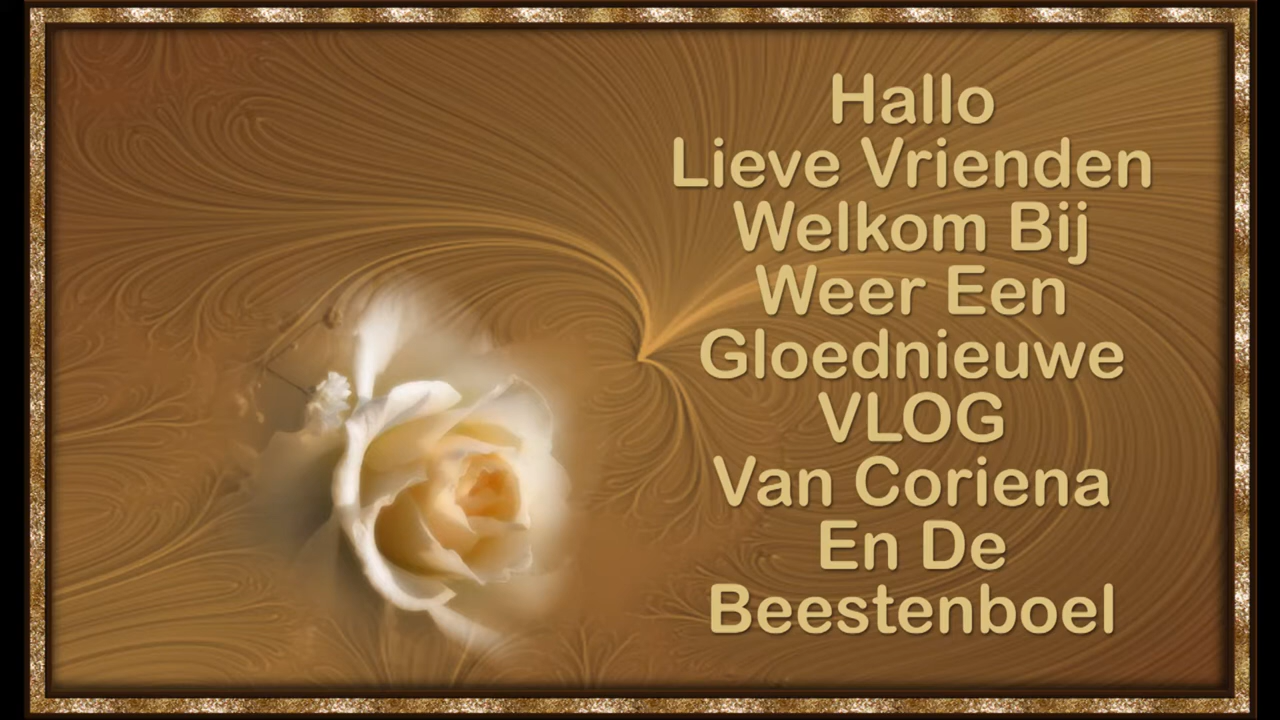 Hallo
Lieve Vrienden
Welkom Bij
Weer Een
Gloednieuwe
VLOG
Van Coriena
En De
Beestenboel